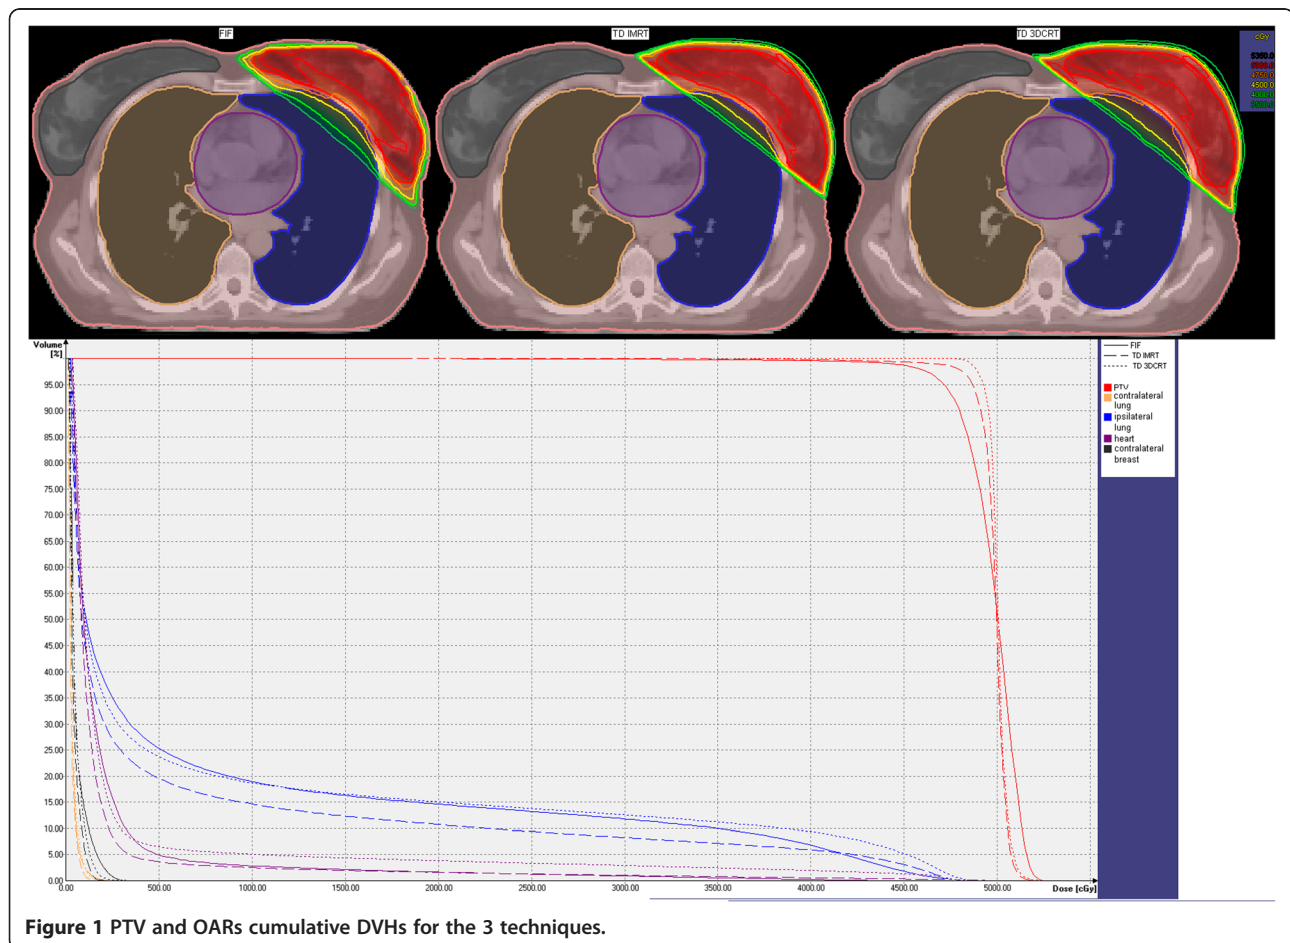 FIF
TD IMRT
TD 3DCRT
cGy
4750.0
4500.0
Volume
[%]
95.00
90.00
85.00
80.00
75.00
70.00
65.00
60.00
55.00
50.00
45.00
40.00
35.00
30.00
25.00
20.00
15.00
10.00
5.00
0.00
0.00 500.00 1000.00 1500.00 2000.00 2500.00 3000.00 3500.00 4000.00 4500.00 5000.00
Dose [cGy]
FIF
TD IMRT
TD 3DCRT
PTV
contralateral
lung
ipsilateral
lung
heart
contralateral
breast
Figure 1 PTV and OARs cumulative DVHs for the 3 techniques.